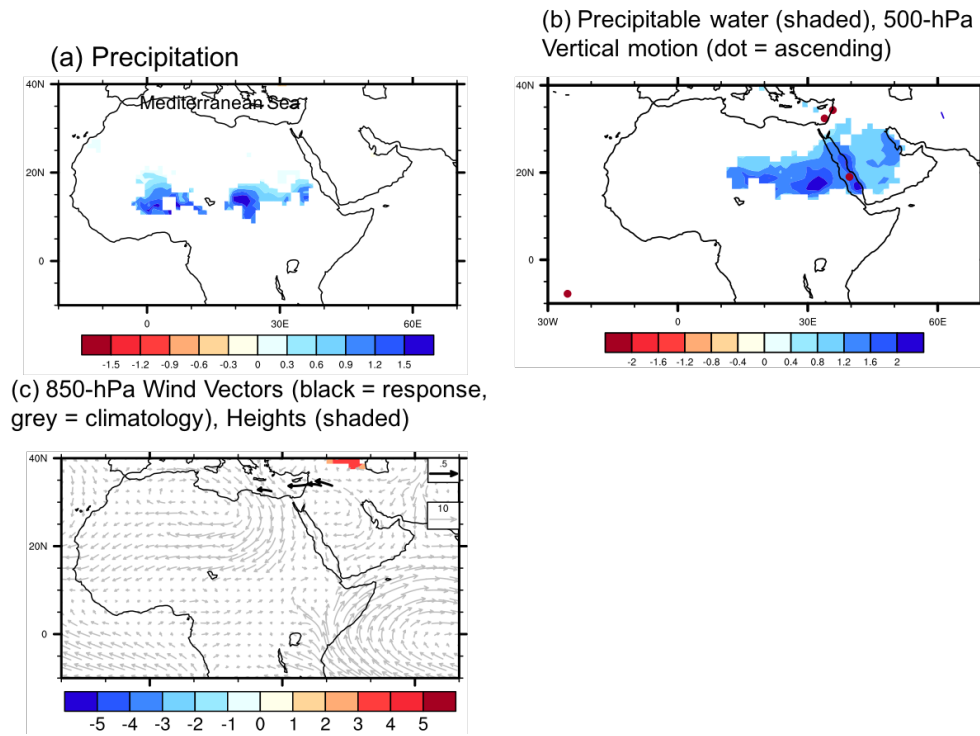 (a) Precipitation
40N
Mediterranean Sea
20N
0
0 30E 60E
-1.5 -1.2 -0.9 -0.6 -0.3 0 0.3 0.6 0.9 1.2 1.5
(b) Precipitable water (shaded), 500-hPa
Vertical motion (dot = ascending)
40N
20N
0
30W 0 30E 60E
-2 -1.6 -1.2 -0.8 -0.4 0 0.4 0.8 1.2 1.6 2
(c) 850-hPa Wind Vectors (black = response,
grey = climatology), Heights (shaded)
40N
.5
10
20N
0
-5 -4 -3 -2 -1 0 1 2 3 4 5